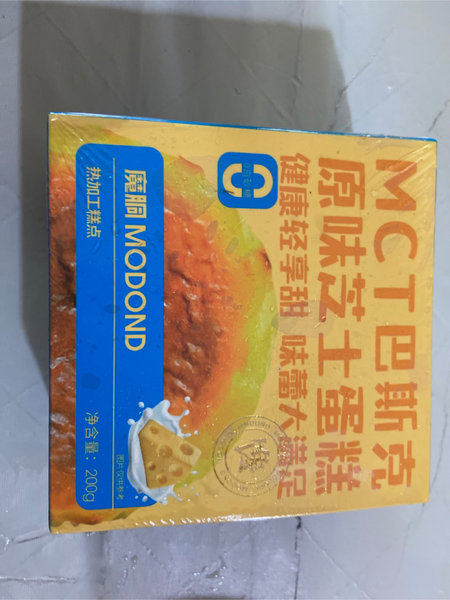 MCT巴斯克
原味芝士蛋糕
健康轻享甜 味蕾大满足
0
魔胴 MODOND
热加工糕点
净含量：200g
图片仅供参考